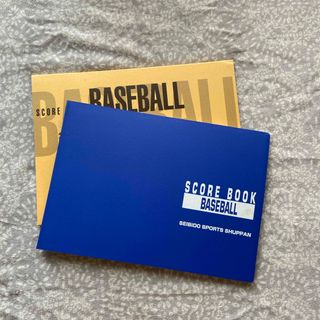 BASEBALL
SCORE
SCORE BOOK
BASEBALL
SEIBIDO SPORTS SHUPPAN